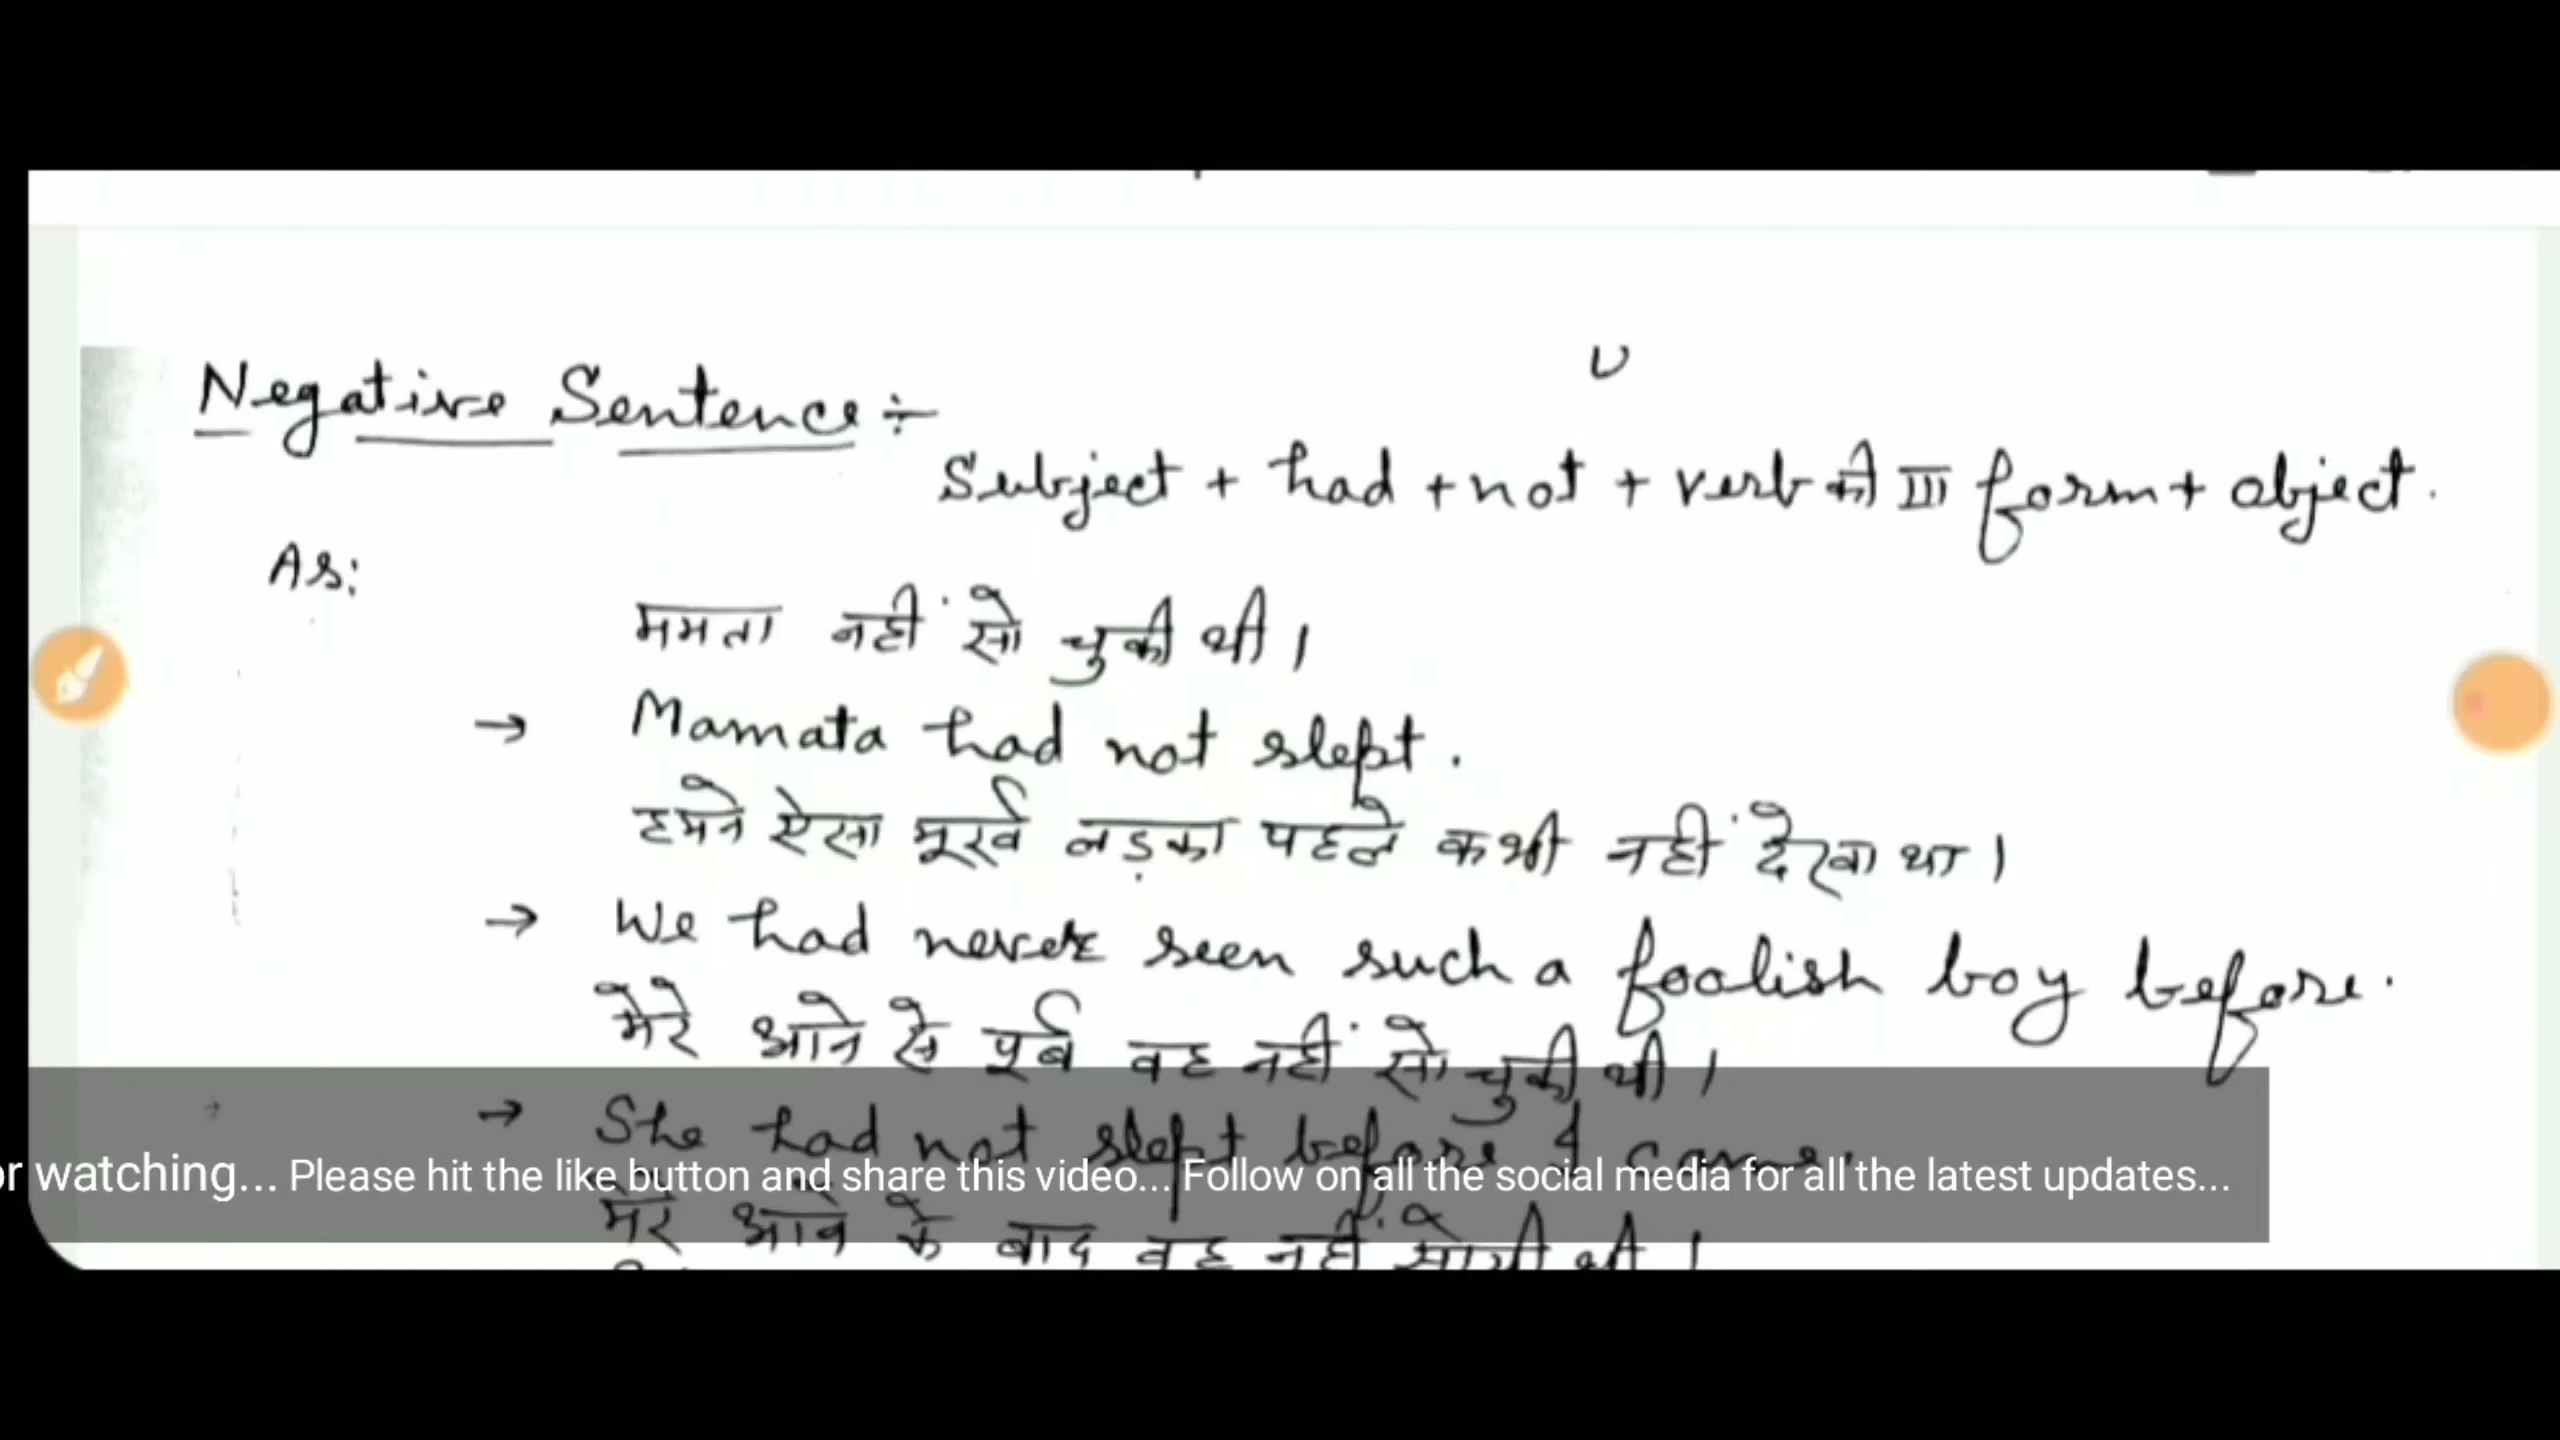 Negative Sentence ÷
Subject + had + not + verb की III form + object.
As:
ममता नहीं सो चुकी थी।
→ Mamata had not slept.
हमने ऐसा मूर्ख लड़का पहले कभी नहीं देखा था।
→ We had never seen such a foolish boy before.
मेरे आने से पूर्व वह नहीं सो चुकी थी।
→ She had not slept before I came.
or watching... Please hit the like button and share this video... Follow on all the social media for all the latest updates...
मेरे आने के बाद वह नहीं